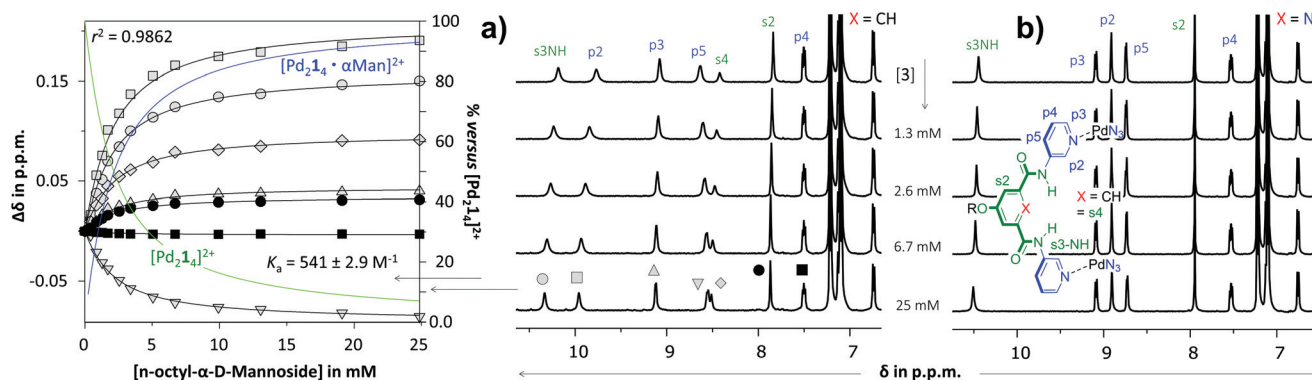 r² = 0.9862
[Pd₂1₄ • αMan]²⁺
[Pd₂1₄]²⁺
Kₐ = 541 ± 2.9 M⁻¹
Δδ in p.p.m.
0.15
0.05
-0.05
0 5 10 15 20 25
[n-octyl-α-D-Mannoside] in mM
100
80
60
40
20
0.0
% versus [Pd₂1₄]²⁺
a)
X = CH
s3NH p2 p3 p5 s4 s2 p4
10 9 8 7
[3]
1.3 mM
2.6 mM
6.7 mM
25 mM
δ in p.p.m.
b)
X = N
s3NH p3 p2 p5 s2 p4
p4 p3
p5 N PdN₃
O N H p2
s2
X = CH
= s4
RO X
N H
O s3-NH
N PdN₃
10 9 8 7